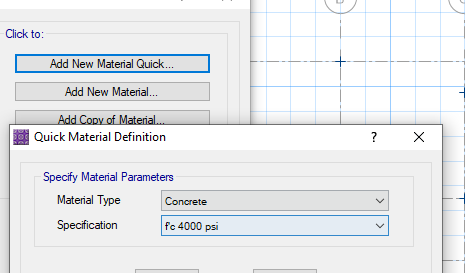 Click to:
Add New Material Quick...
Add New Material...
Add Copy of Material...
Quick Material Definition
?
Specify Material Parameters
Material Type
Concrete
Specification
f'c 4000 psi